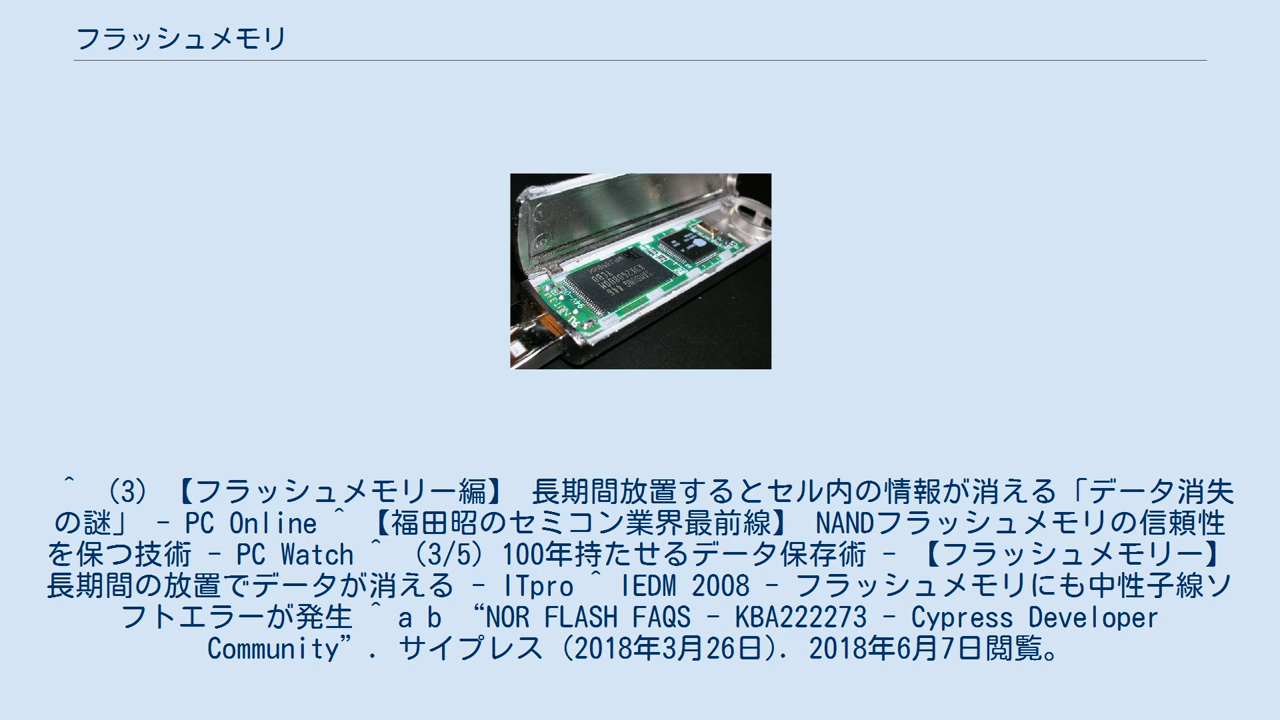 フラッシュメモリ
SAMSUNG 446
^ （3）【フラッシュメモリー編】 長期間放置するとセル内の情報が消える「データ消失
の謎」 - PC Online ^ 【福田昭のセミコン業界最前線】 NANDフラッシュメモリの信頼性
を保つ技術 - PC Watch ^ （3/5）100年持たせるデータ保存術 - 【フラッシュメモリー】
長期間の放置でデータが消える - ITpro ^ IEDM 2008 - フラッシュメモリにも中性子線ソ
フトエラーが発生 ^ a b “NOR FLASH FAQS - KBA222273 - Cypress Developer
Community”. サイプレス (2018年3月26日). 2018年6月7日閲覧。